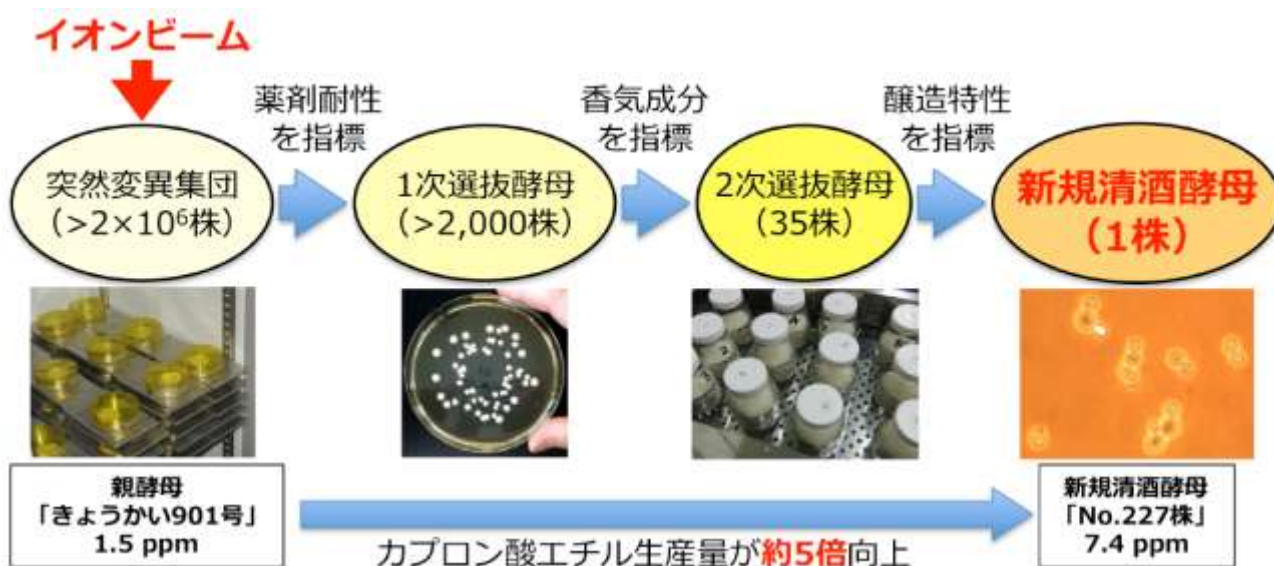 イオンビーム
薬剤耐性
を指標
香気成分
を指標
醸造特性
を指標
突然変異集団
(>2×10⁶株)
1次選抜酵母
(>2,000株)
2次選抜酵母
(35株)
新規清酒酵母
(1株)
親酵母
「きょうかい901号」
1.5 ppm
カプロン酸エチル生産量が約5倍向上
新規清酒酵母
「No.227株」
7.4 ppm